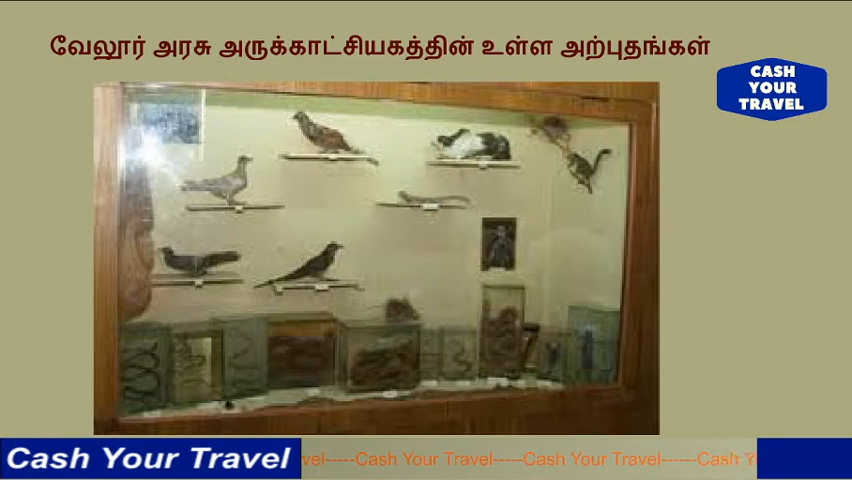 வேலூர் அரசு அருக்காட்சியகத்தின் உள்ள அற்புதங்கள்
CASH
YOUR
TRAVEL
Cash Your Travel
vel-----Cash Your Travel-----Cash Your Travel------Cash Y